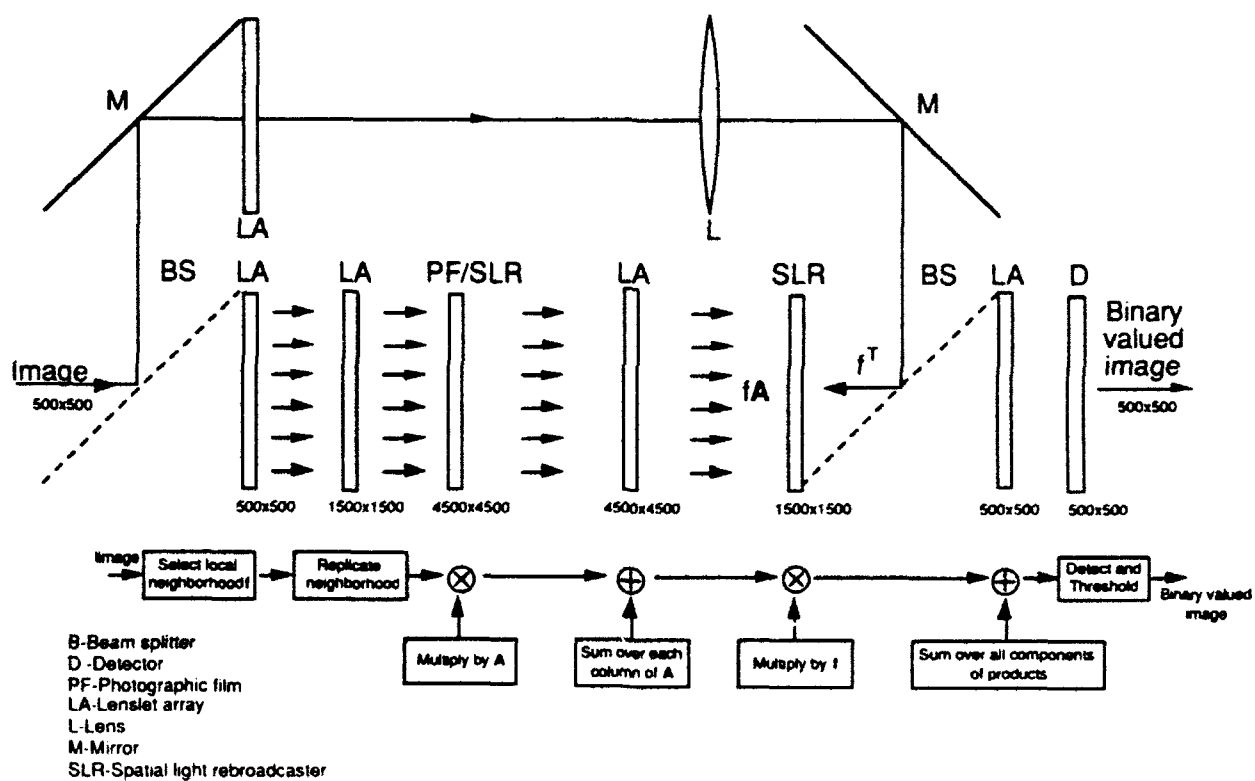 M
M
LA
L
BS
LA
LA
PF/SLR
LA
SLR
BS
LA
D
Image
500x500
fA
f^T
Binary
valued
image
500x500
500x500
1500x1500
4500x4500
4500x4500
1500x1500
500x500
500x500
Image
Select local
neighborhood f
Replicate
neighborhood
Detect and
Threshold
Binary valued
image
Multiply by A
Sum over each
column of A
Multiply by f
Sum over all components
of products
B-Beam splitter
D -Detector
PF-Photographic film
LA-Lenslet array
L-Lens
M-Mirror
SLR-Spatial light rebroadcaster